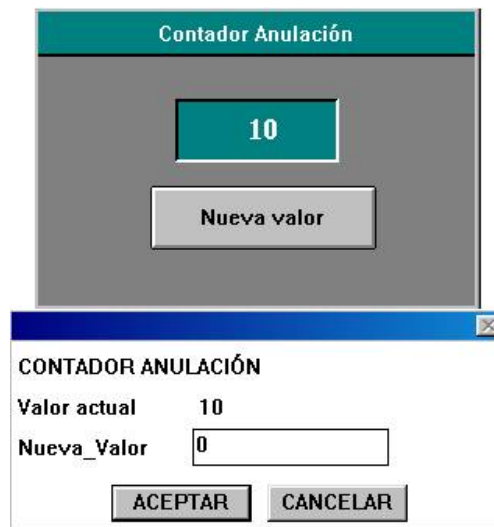 Contador Anulación
10
Nueva valor
CONTADOR ANULACIÓN
Valor actual 10
Nueva_Valor 0
ACEPTAR CANCELAR